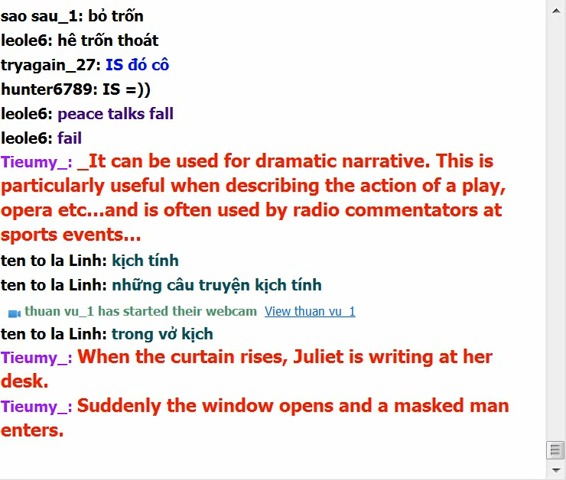 sao sau_1: bỏ trốn
leole6: hê trốn thoát
tryagain_27: IS đó cô
hunter6789: IS =))
leole6: peace talks fall
leole6: fail
Tieumy_: _It can be used for dramatic narrative. This is
particularly useful when describing the action of a play,
opera etc...and is often used by radio commentators at
sports events...
ten to la Linh: kịch tính
ten to la Linh: những câu truyện kịch tính
thuan vu_1 has started their webcam View thuan vu_1
ten to la Linh: trong vở kịch
Tieumy_: When the curtain rises, Juliet is writing at her
desk.
Tieumy_: Suddenly the window opens and a masked man
enters.